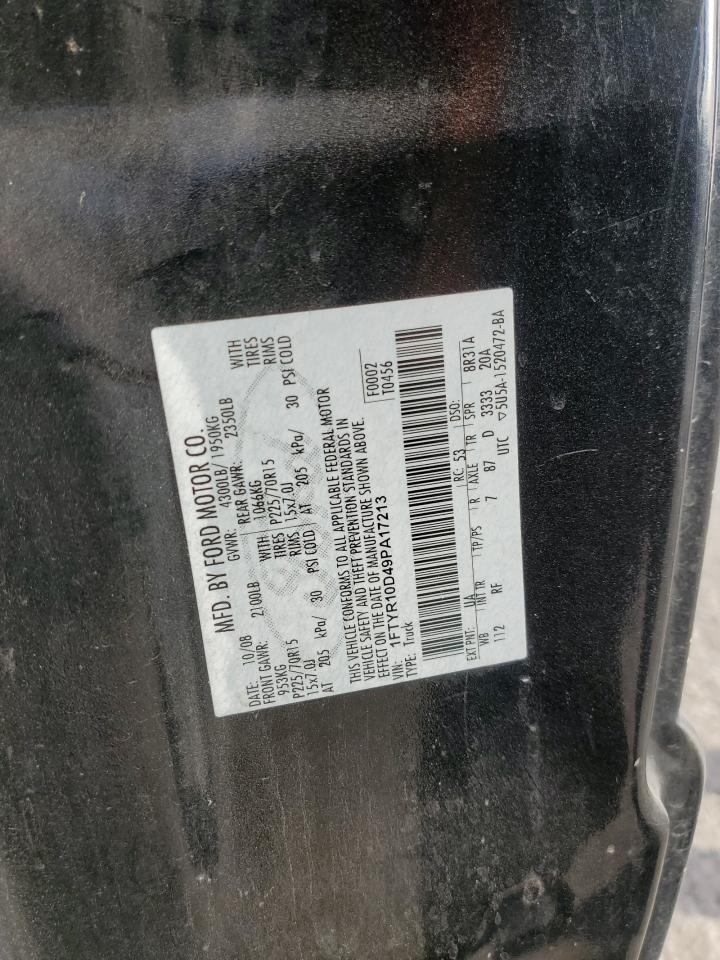 MFD. BY FORD MOTOR CO.
DATE: 10/08 GVWR: 4300LB/ 1950KG
FRONT GAWR: 2100LB REAR GAWR: 2350LB
953KG WITH 1066KG WITH
P225/70R15 TIRES P225/70R15 TIRES
15x7.0J RIMS 15x7.0J RIMS
AT 205 kPa/ 30 PSI COLD AT 205 kPa/ 30 PSI COLD
THIS VEHICLE CONFORMS TO ALL APPLICABLE FEDERAL MOTOR
VEHICLE SAFETY AND THEFT PREVENTION STANDARDS IN
EFFECT ON THE DATE OF MANUFACTURE SHOWN ABOVE.
VIN: 1FTYR10D49PA17213
TYPE: Truck
F0002
T0456
EXT PNT: UA RC: 53 DSO:
WB INT TR TP/PS R AXLE TR SPR BR31A
112 RF 7 87 D 3333 20A
UTC ▽5U5A-1520472-BA